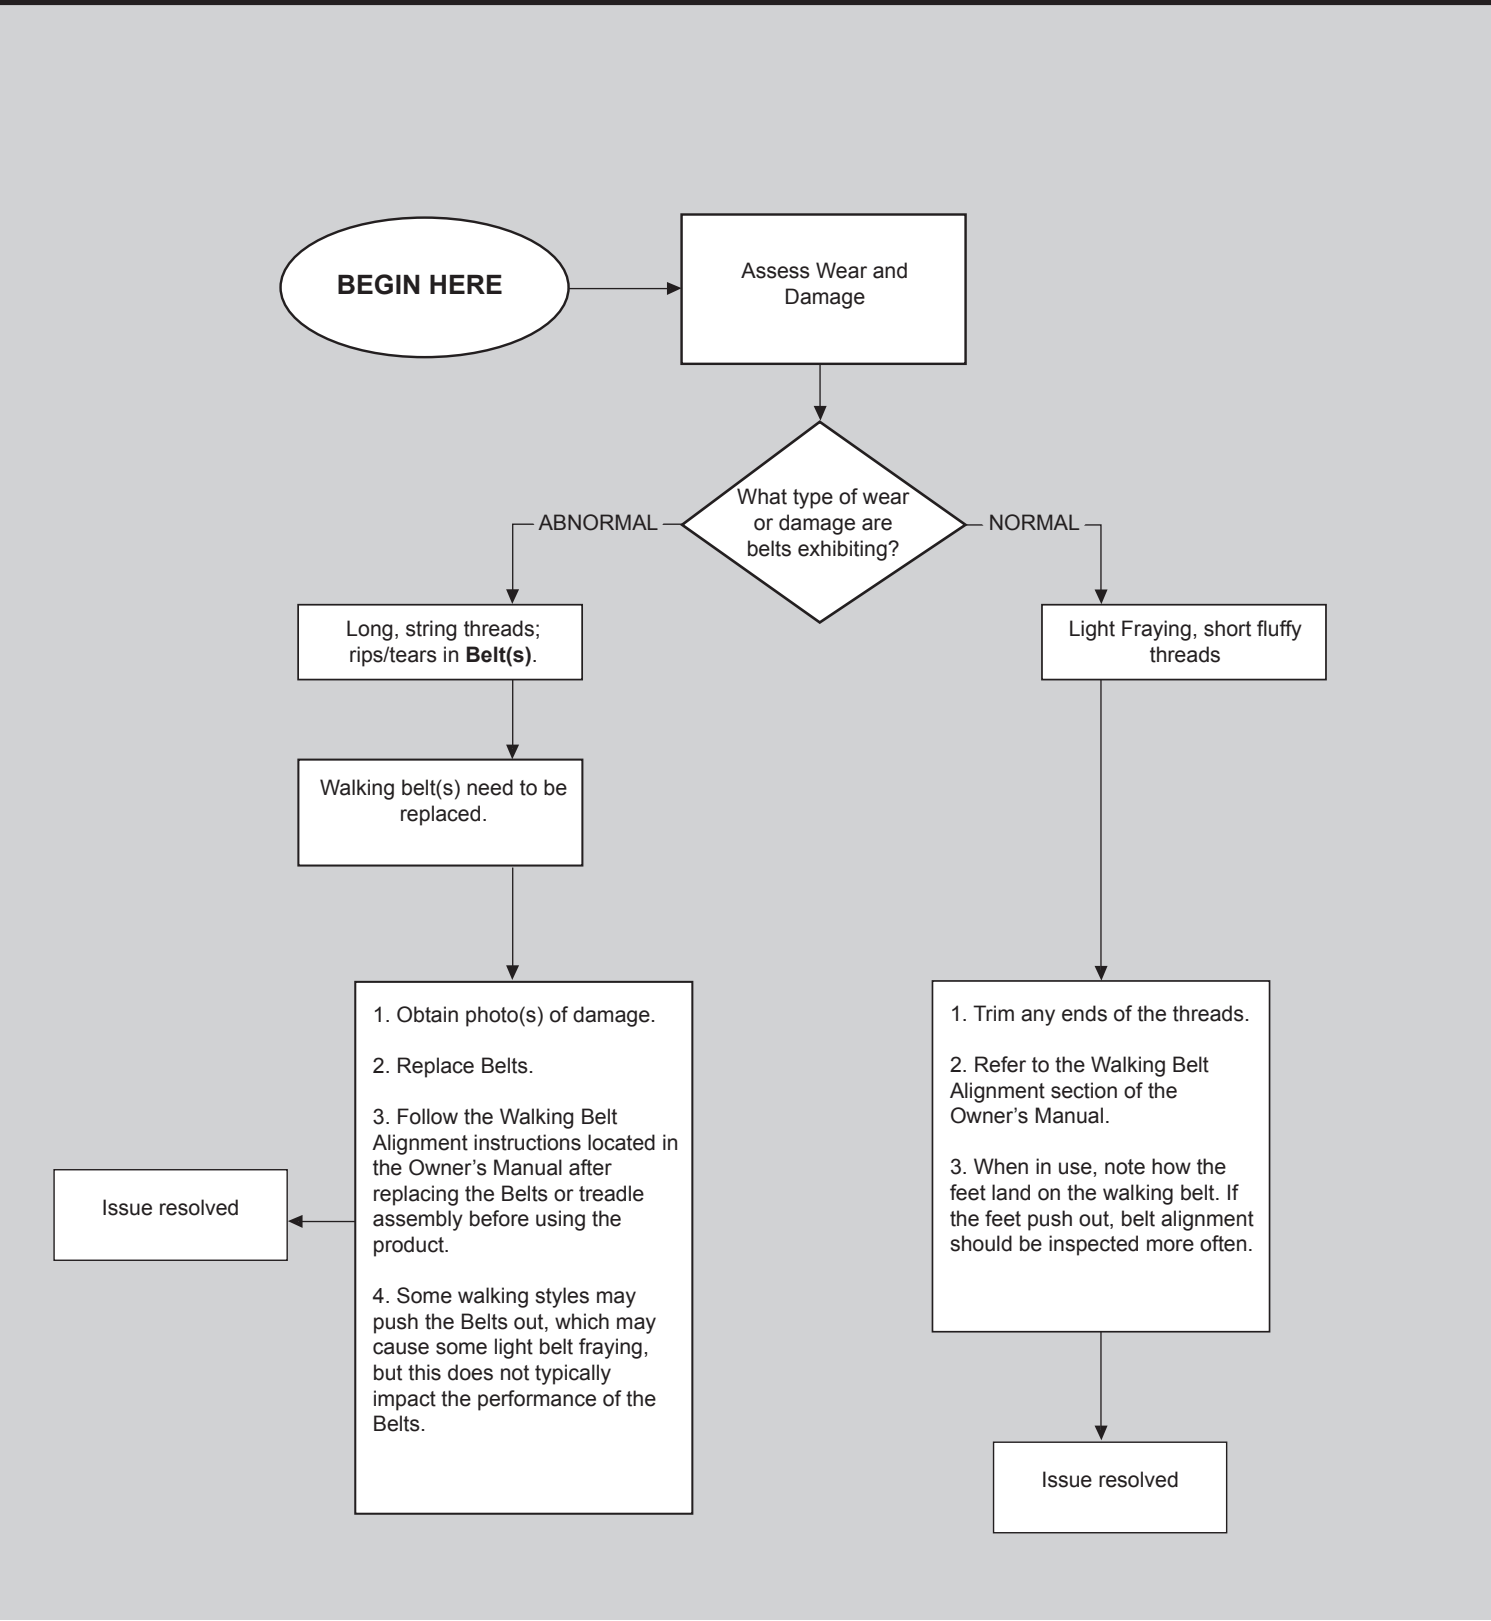 BEGIN HERE
Assess Wear and
Damage
What type of wear
or damage are
belts exhibiting?
ABNORMAL
NORMAL
Long, string threads;
rips/tears in Belt(s).
Light Fraying, short fluffy
threads
Walking belt(s) need to be
replaced.
1. Obtain photo(s) of damage.
2. Replace Belts.
3. Follow the Walking Belt
Alignment instructions located in
the Owner’s Manual after
replacing the Belts or treadle
assembly before using the
product.
4. Some walking styles may
push the Belts out, which may
cause some light belt fraying,
but this does not typically
impact the performance of the
Belts.
Issue resolved
1. Trim any ends of the threads.
2. Refer to the Walking Belt
Alignment section of the
Owner’s Manual.
3. When in use, note how the
feet land on the walking belt. If
the feet push out, belt alignment
should be inspected more often.
Issue resolved